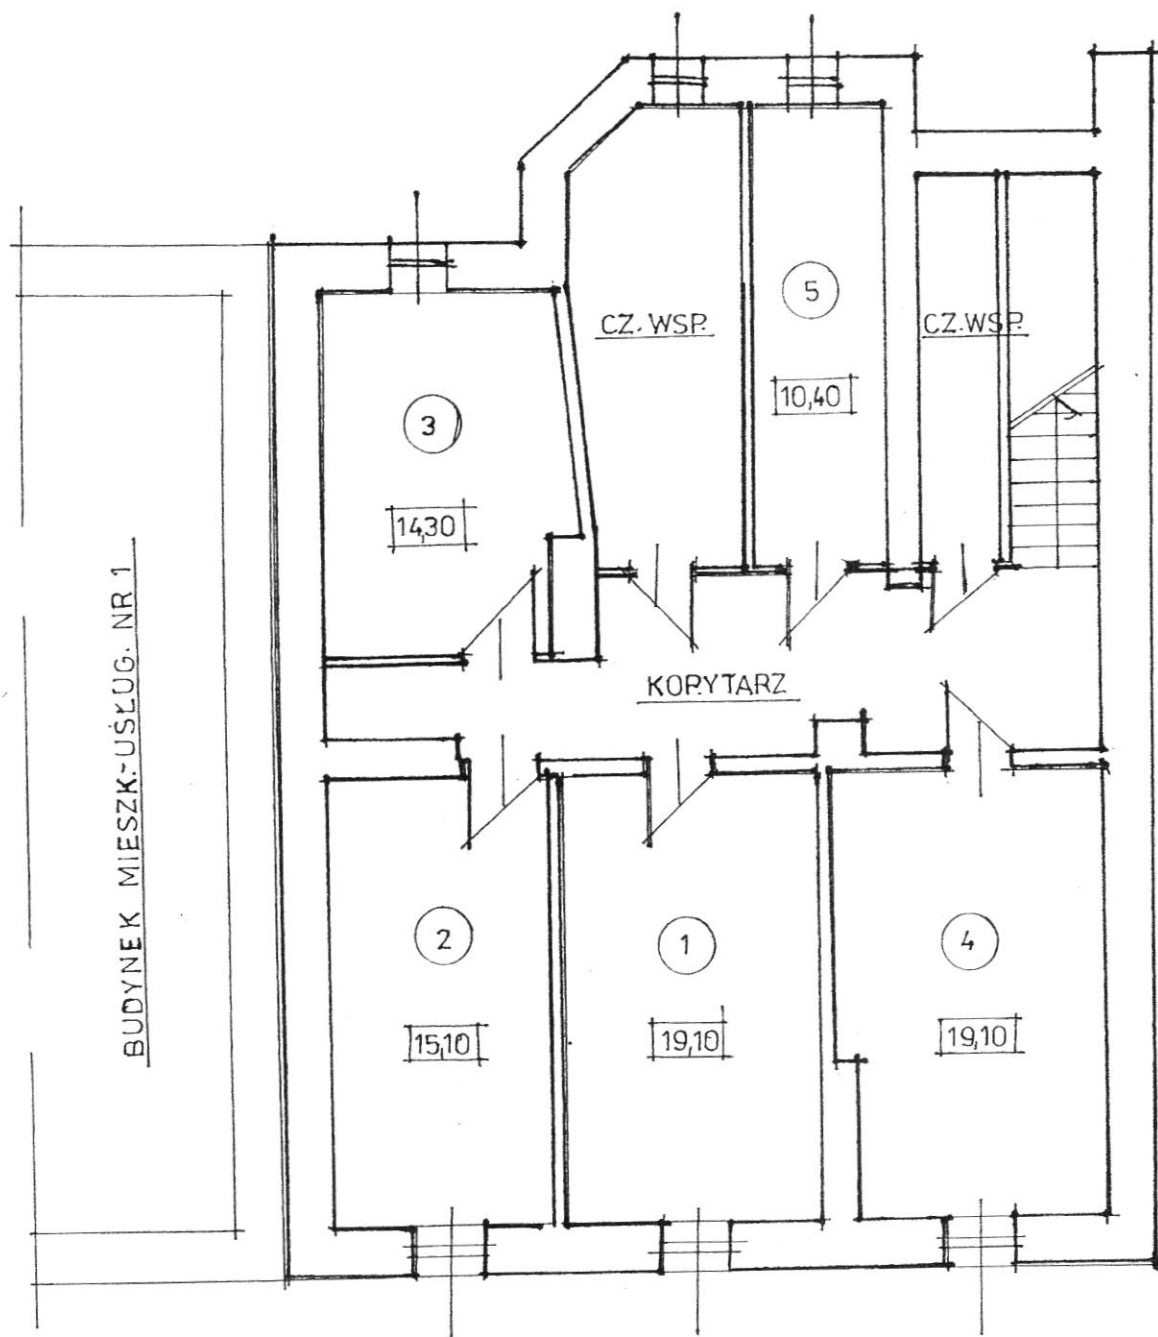 5
CZ. WSP.
CZ. WSP.
10,40
3
14,30
KORYTARZ
BUDYNEK MIESZK.-USŁUG. NR 1
2
1
4
15,10
19,10
19,10